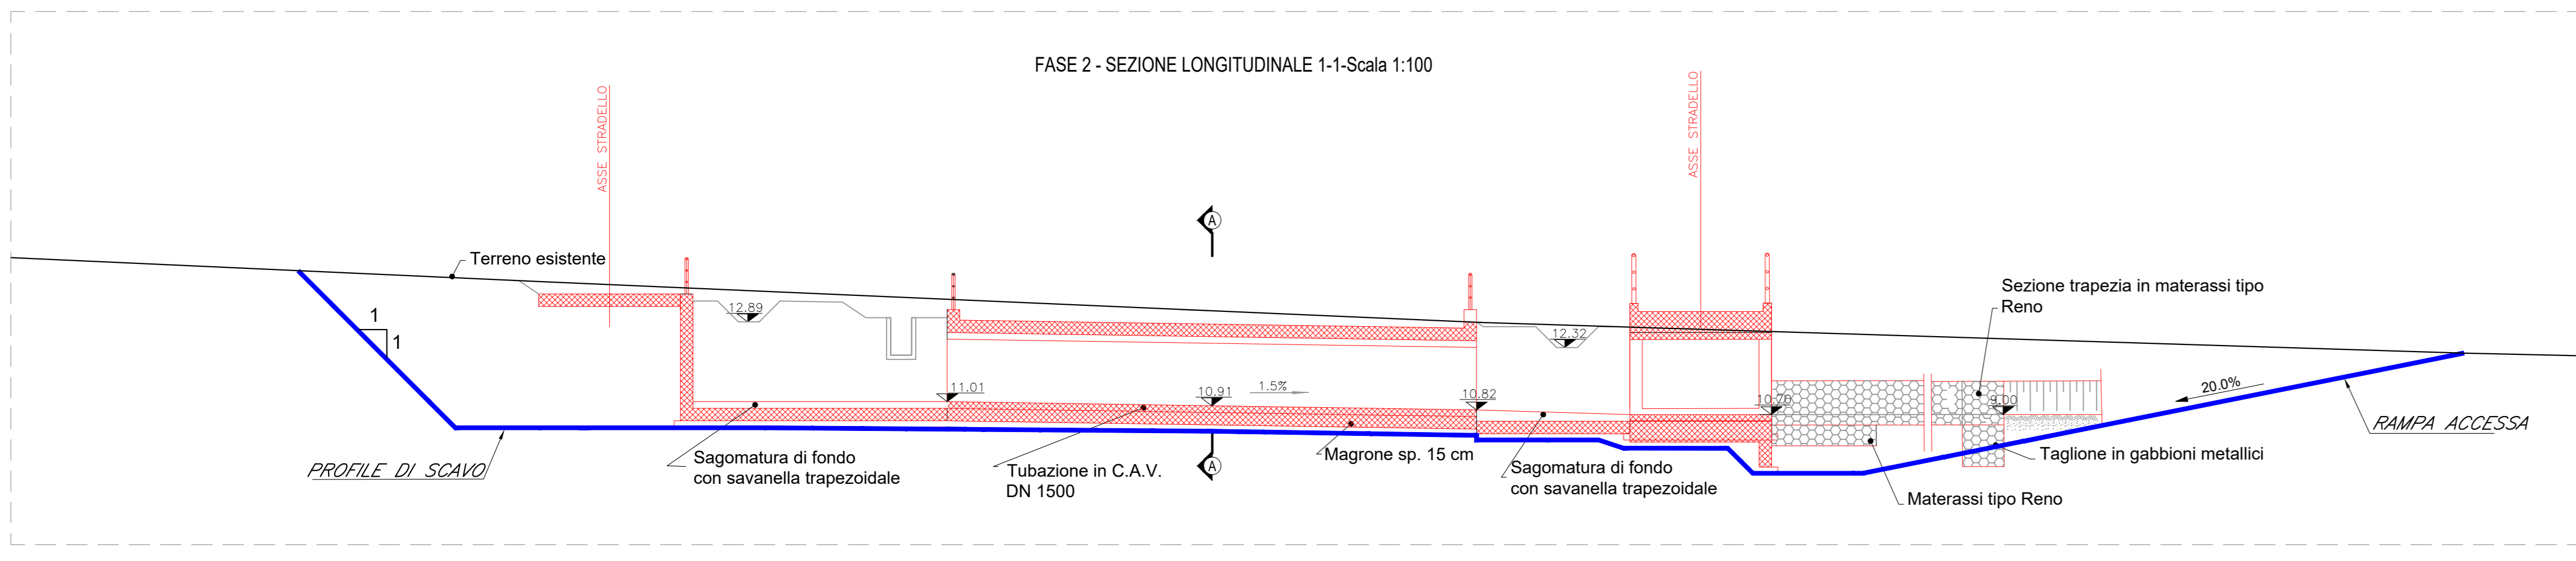 FASE 2 - SEZIONE LONGITUDINALE 1-1-Scala 1:100
ASSE STRADELLO
ASSE STRADELLO
A
Terreno esistente
Sezione trapezia in materassi tipo
Reno
12.89
1
1
12.32
20.0%
11.01
10.91
1.5%
10.82
10.70
9.00
RAMPA ACCESSA
PROFILE DI SCAVO
Sagomatura di fondo
con savanella trapezoidale
Tubazione in C.A.V.
DN 1500
A
Magrone sp. 15 cm
Sagomatura di fondo
con savanella trapezoidale
Taglione in gabbioni metallici
Materassi tipo Reno